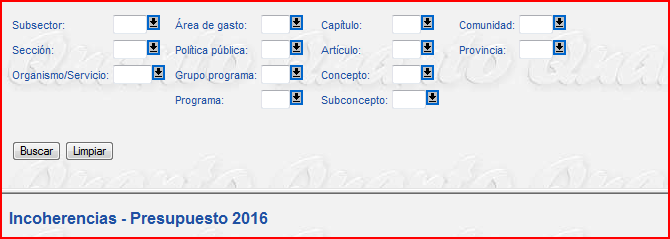 Subsector: Área de gasto: Capítulo: Comunidad:
Sección: Política pública: Artículo: Provincia:
Organismo/Servicio: Grupo programa: Concepto:
Programa: Subconcepto:
Buscar Limpiar
Incoherencias - Presupuesto 2016